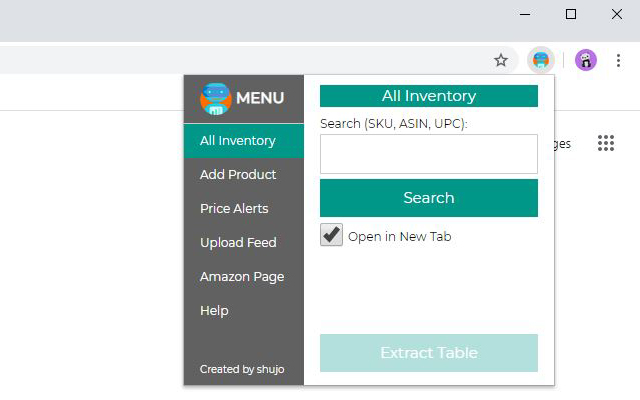 MENU
All Inventory
Add Product
Price Alerts
Upload Feed
Amazon Page
Help
Created by shujo
All Inventory
Search (SKU, ASIN, UPC):
Search
Open in New Tab
Extract Table